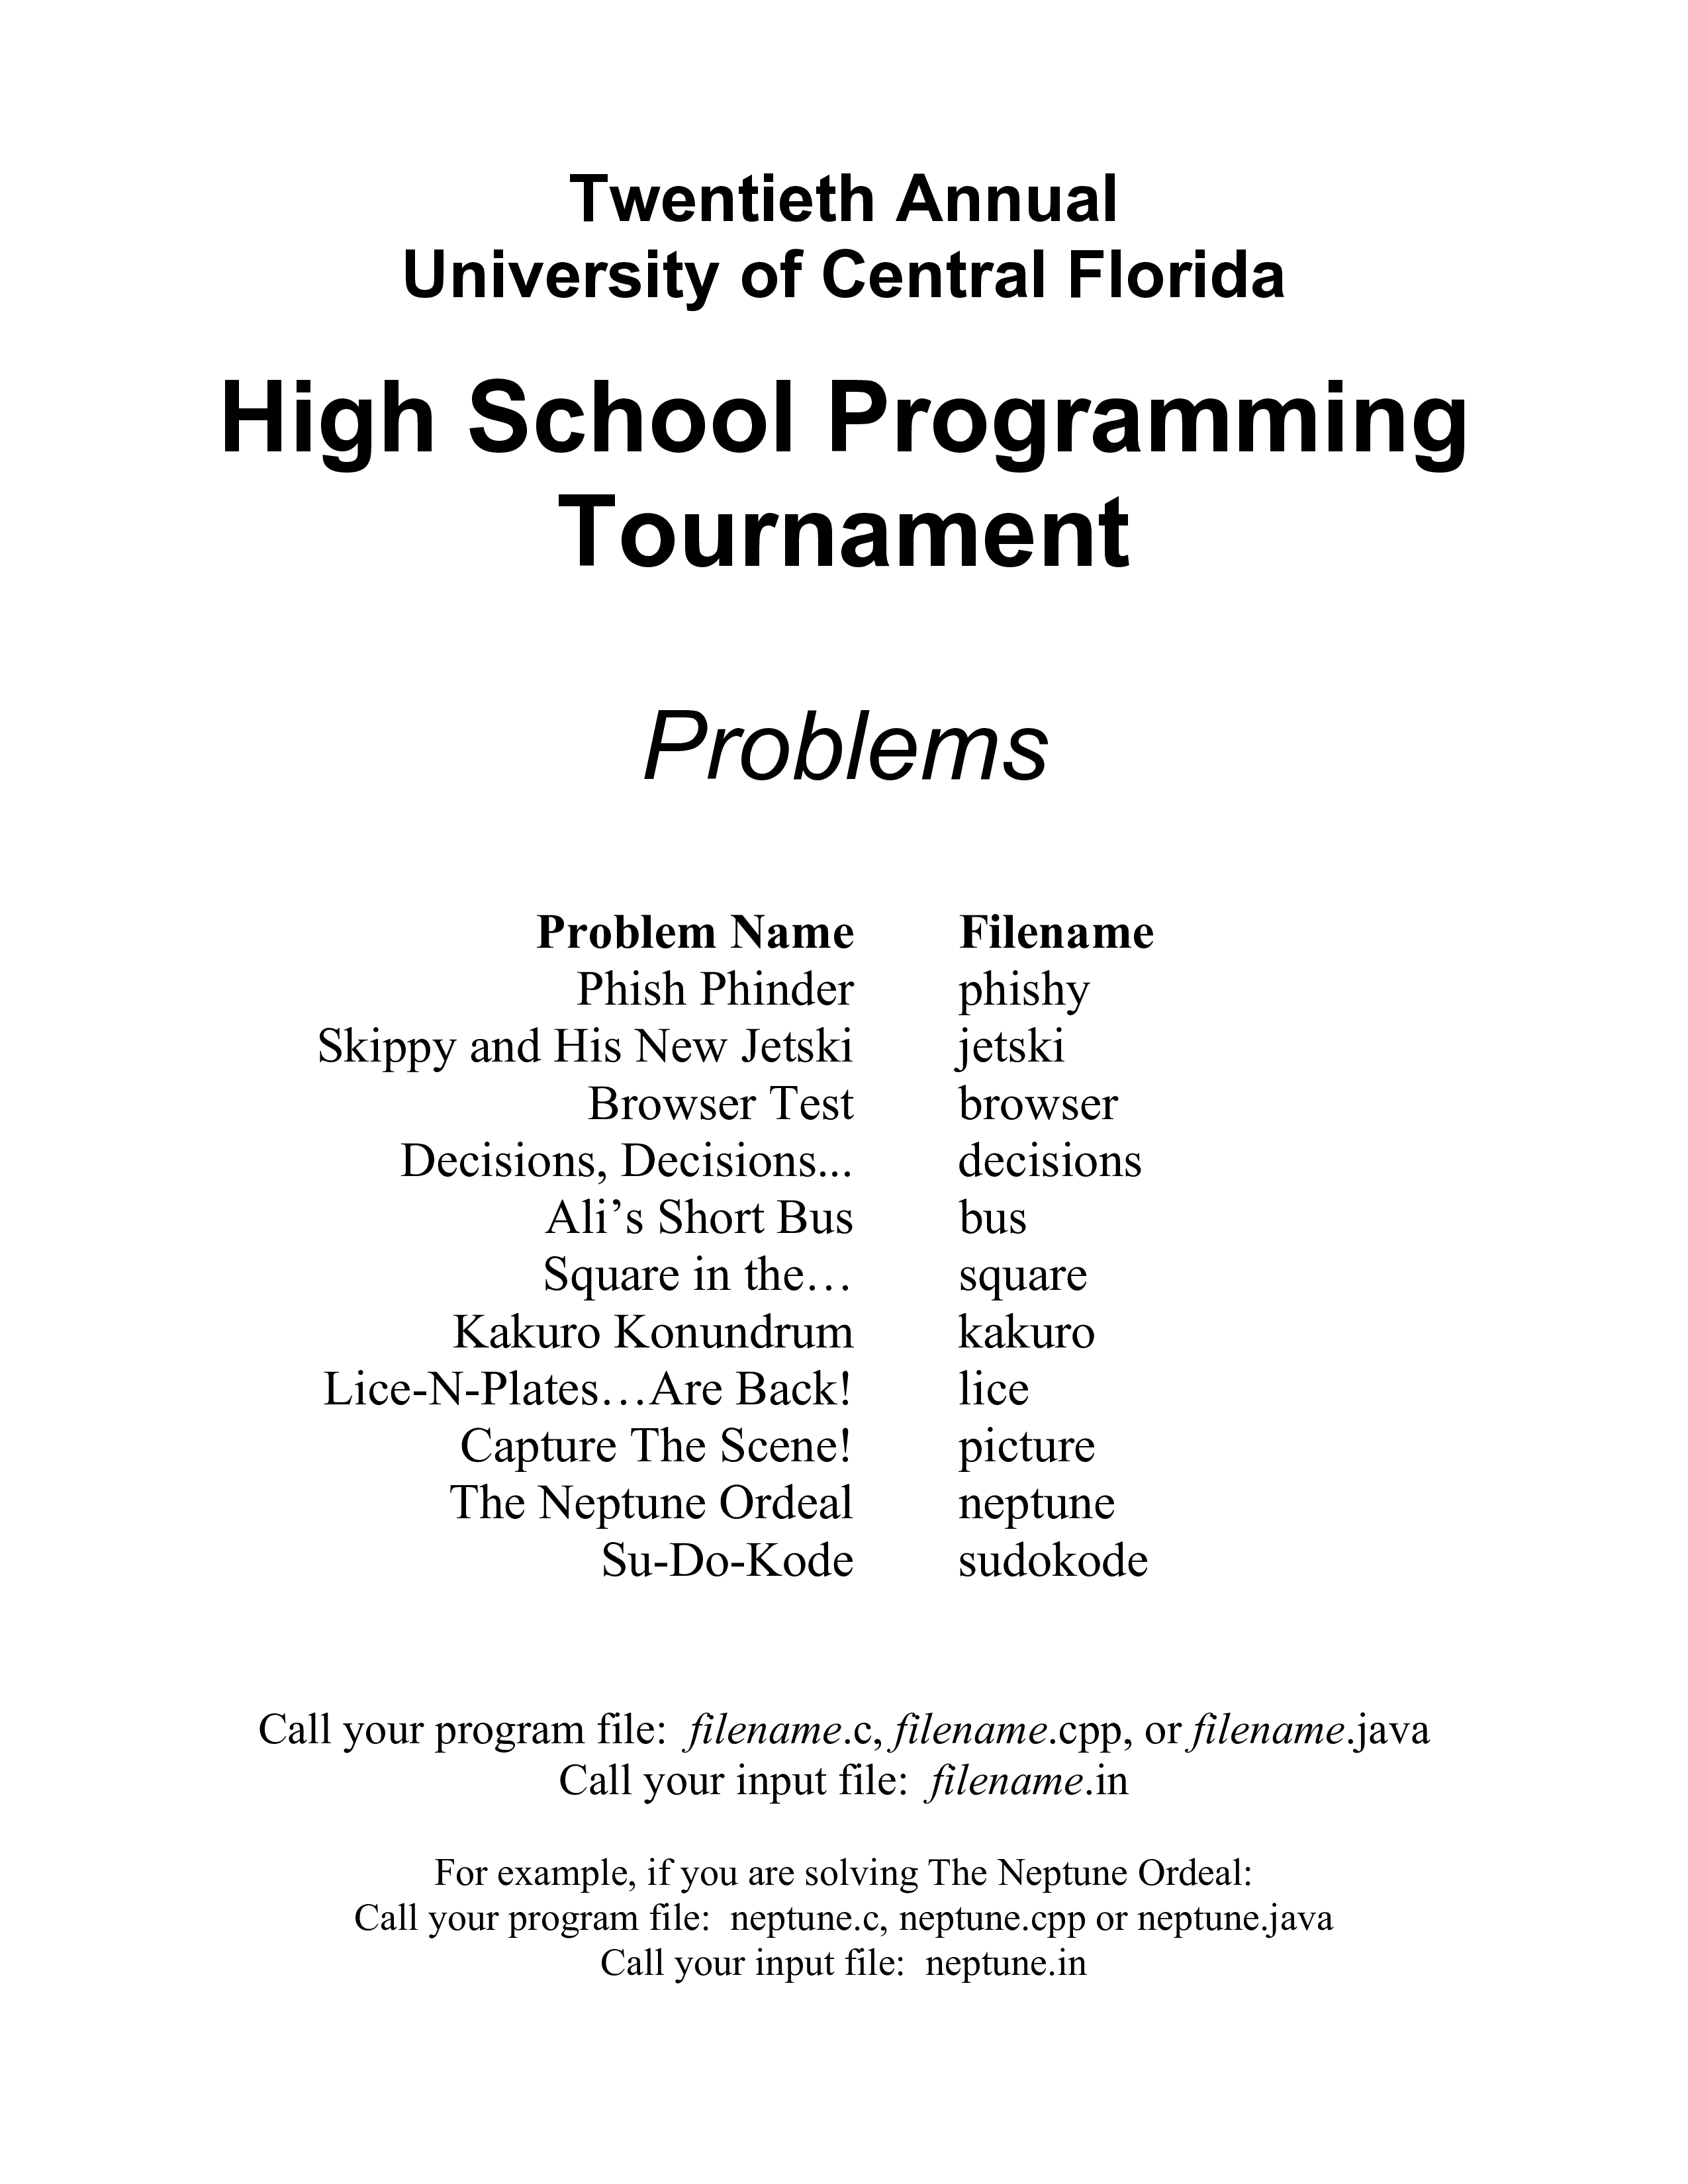 Twentieth Annual
University of Central Florida
High School Programming
Tournament
Problems
Problem Name Filename
Phish Phinder phishy
Skippy and His New Jetski jetski
Browser Test browser
Decisions, Decisions... decisions
Ali’s Short Bus bus
Square in the… square
Kakuro Konundrum kakuro
Lice-N-Plates…Are Back! lice
Capture The Scene! picture
The Neptune Ordeal neptune
Su-Do-Kode sudokode
Call your program file: filename.c, filename.cpp, or filename.java
Call your input file: filename.in
For example, if you are solving The Neptune Ordeal:
Call your program file: neptune.c, neptune.cpp or neptune.java
Call your input file: neptune.in